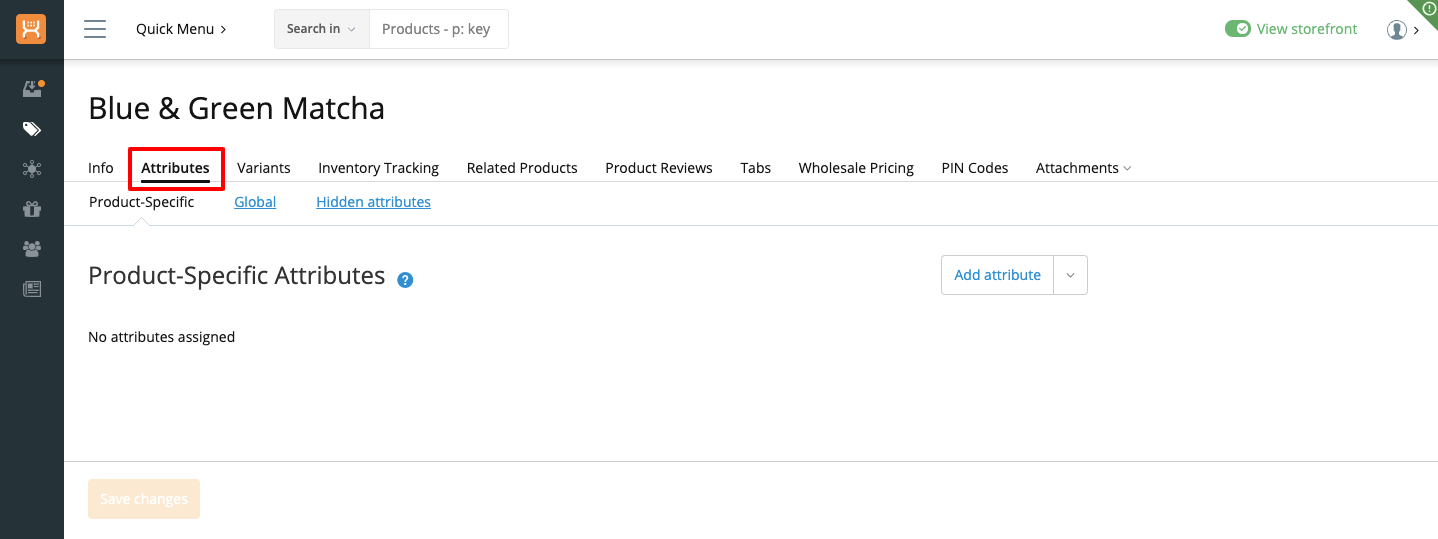 Quick Menu
Search in
Products - p: key
View storefront
Blue & Green Matcha
Info Attributes Variants Inventory Tracking Related Products Product Reviews Tabs Wholesale Pricing PIN Codes Attachments
Product-Specific Global Hidden attributes
Product-Specific Attributes ?
Add attribute
No attributes assigned
Save changes